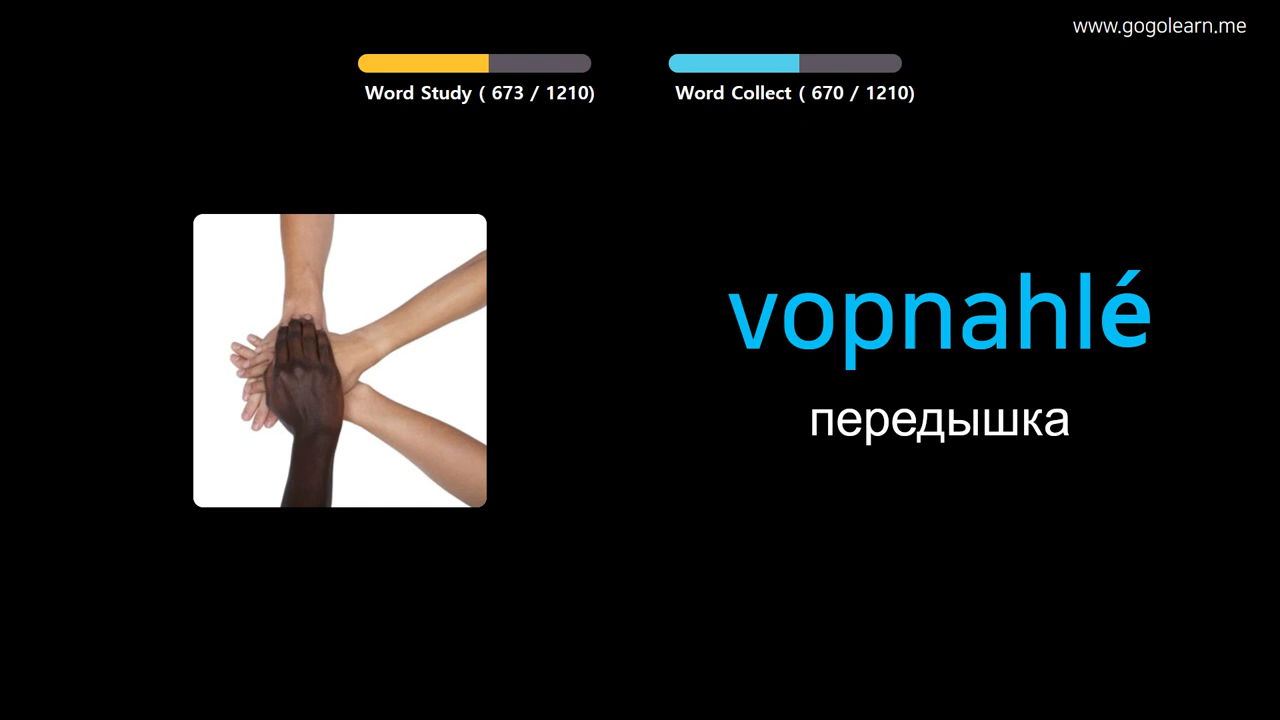 www.gogolearn.me
Word Study ( 673 / 1210)
Word Collect ( 670 / 1210)
vopnahlé
передышка